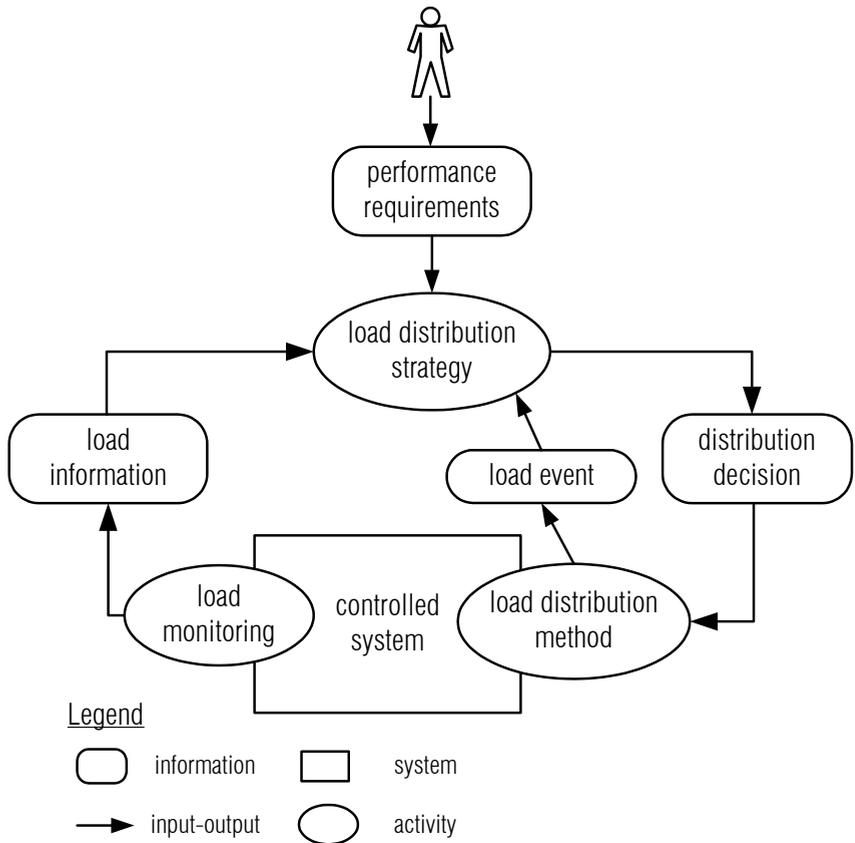 performance
requirements
load distribution
strategy
load
information
load event
distribution
decision
load
monitoring
controlled
system
load distribution
method
Legend
information
system
input-output
activity